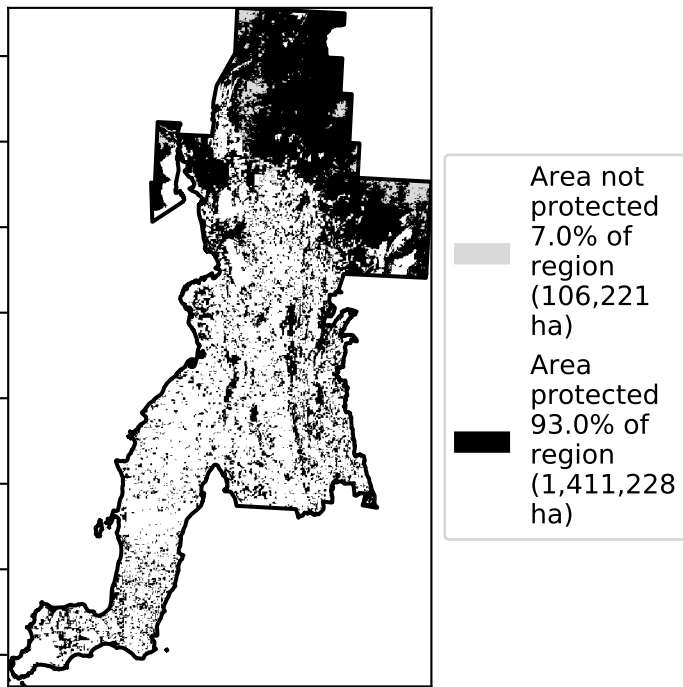 Area not
protected
7.0% of
region
(106,221
ha)
Area
protected
93.0% of
region
(1,411,228
ha)